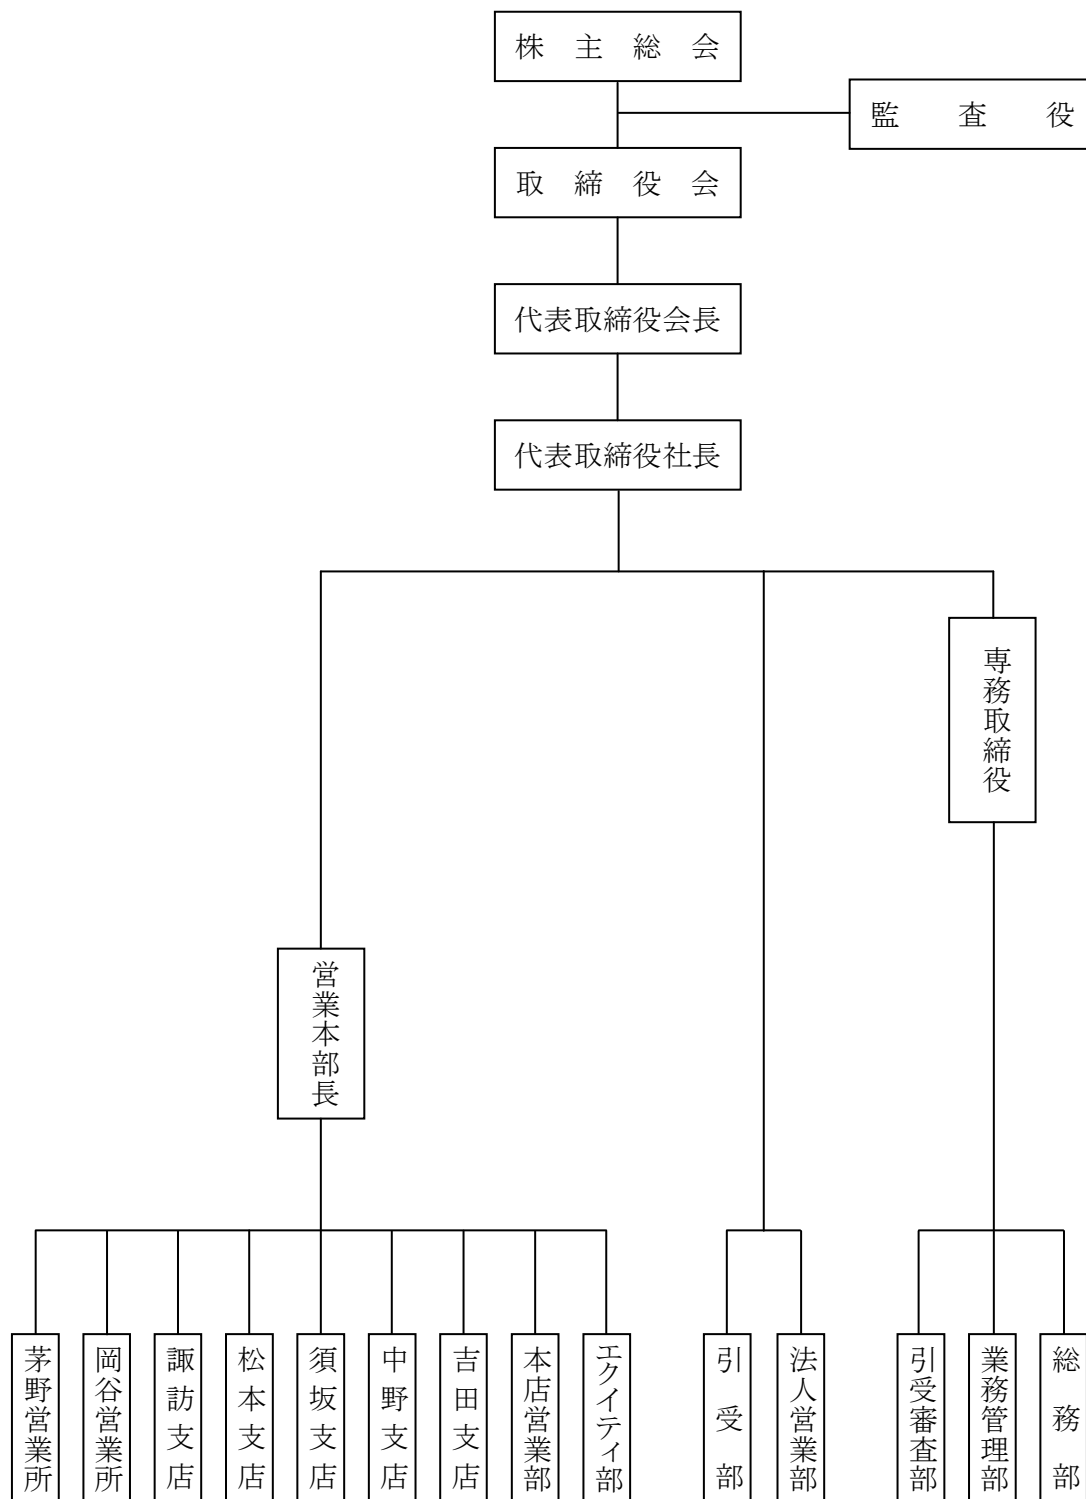 株主総会
監査役
取締役会
代表取締役会長
代表取締役社長
専務取締役
営業本部長
茅野営業所
岡谷営業所
諏訪支店
松本支店
須坂支店
中野支店
吉田支店
本店営業部
エクイティ部
引受部
法人営業部
引受審査部
業務管理部
総務部